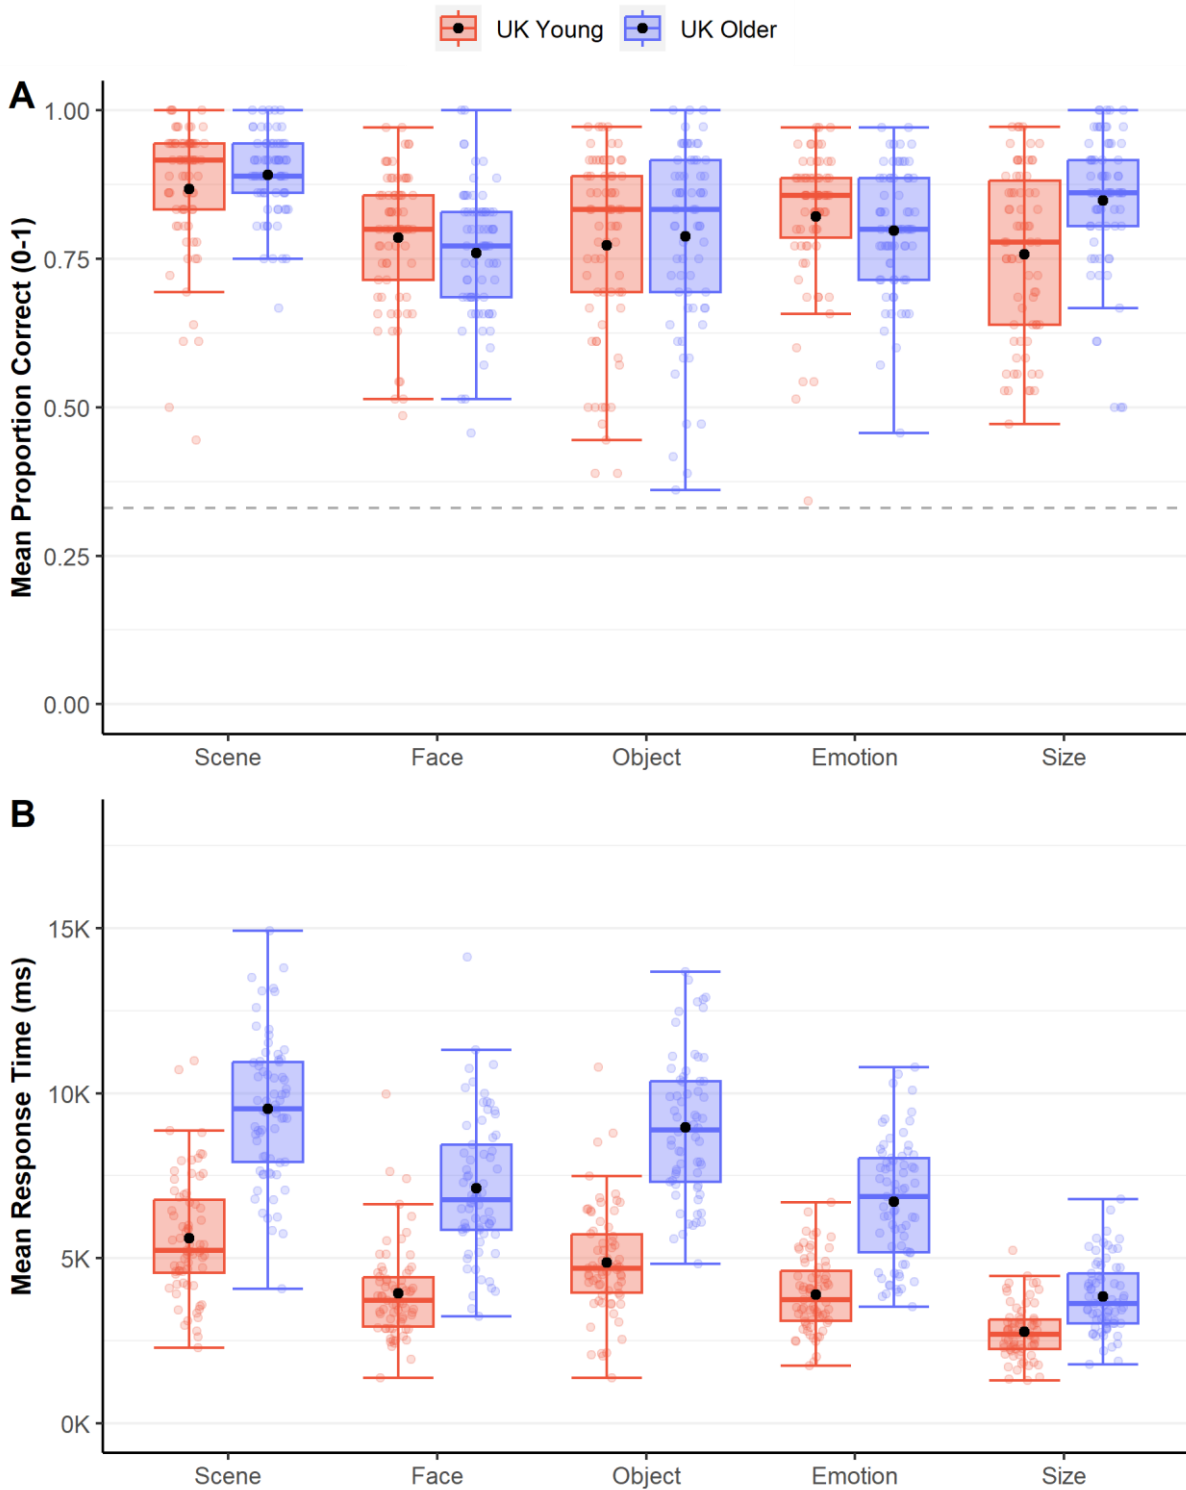 UK Young UK Older
A
Mean Proportion Correct (0-1)
1.00
0.75
0.50
0.25
0.00
Scene Face Object Emotion Size
B
Mean Response Time (ms)
15K
10K
5K
0K
Scene Face Object Emotion Size